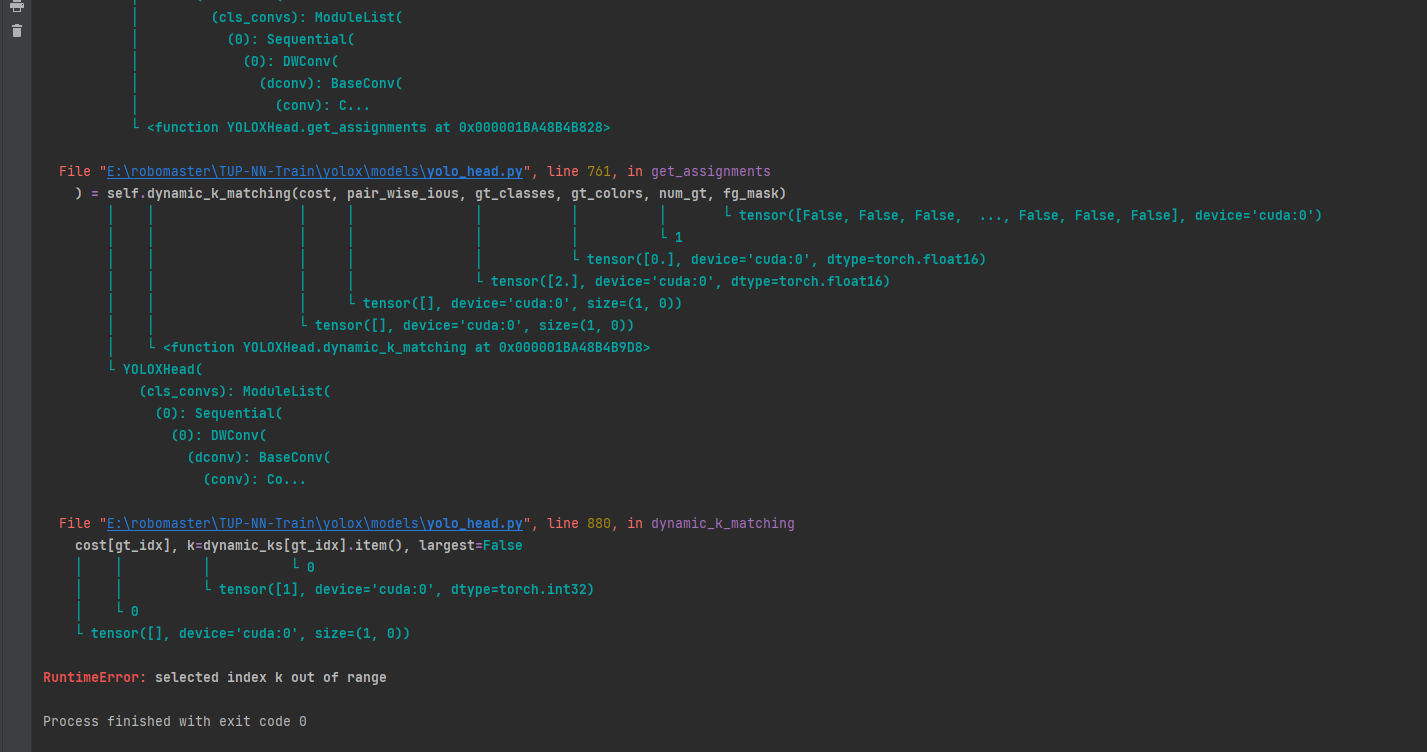 (cls_convs): ModuleList(
(0): Sequential(
(0): DWConv(
(dconv): BaseConv(
(conv): C...
└ <function YOLOXHead.get_assignments at 0x000001BA48B4B828>
File "E:\robomaster\TUP-NN-Train\yolox\models\yolo_head.py", line 761, in get_assignments
) = self.dynamic_k_matching(cost, pair_wise_ious, gt_classes, gt_colors, num_gt, fg_mask)
│ │ │ │ │ │ │ └ tensor([False, False, False,  ..., False, False, False], device='cuda:0')
│ │ │ │ │ │ └ 1
│ │ │ │ │ └ tensor([0.], device='cuda:0', dtype=torch.float16)
│ │ │ │ └ tensor([2.], device='cuda:0', dtype=torch.float16)
│ │ │ └ tensor([], device='cuda:0', size=(1, 0))
│ │ └ tensor([], device='cuda:0', size=(1, 0))
│ └ <function YOLOXHead.dynamic_k_matching at 0x000001BA48B4B9D8>
└ YOLOXHead(
(cls_convs): ModuleList(
(0): Sequential(
(0): DWConv(
(dconv): BaseConv(
(conv): Co...
File "E:\robomaster\TUP-NN-Train\yolox\models\yolo_head.py", line 880, in dynamic_k_matching
cost[gt_idx], k=dynamic_ks[gt_idx].item(), largest=False
│ │ │ └ 0
│ │ └ tensor([1], device='cuda:0', dtype=torch.int32)
│ └ 0
└ tensor([], device='cuda:0', size=(1, 0))
RuntimeError: selected index k out of range
Process finished with exit code 0